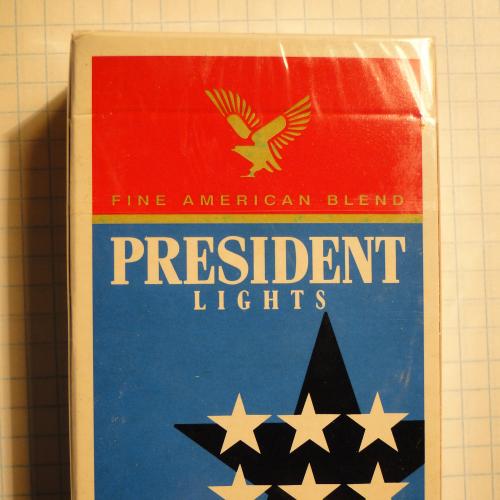 FINE AMERICAN BLEND
PRESIDENT
LIGHTS